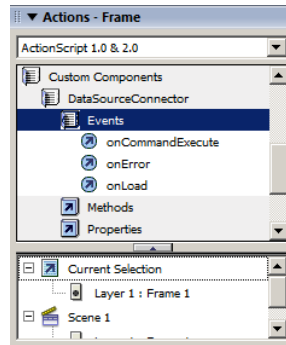 Actions - Frame
ActionScript 1.0 & 2.0
Custom Components
DataSourceConnector
Events
onCommandExecute
onError
onLoad
Methods
Properties
Current Selection
Layer 1 : Frame 1
Scene 1